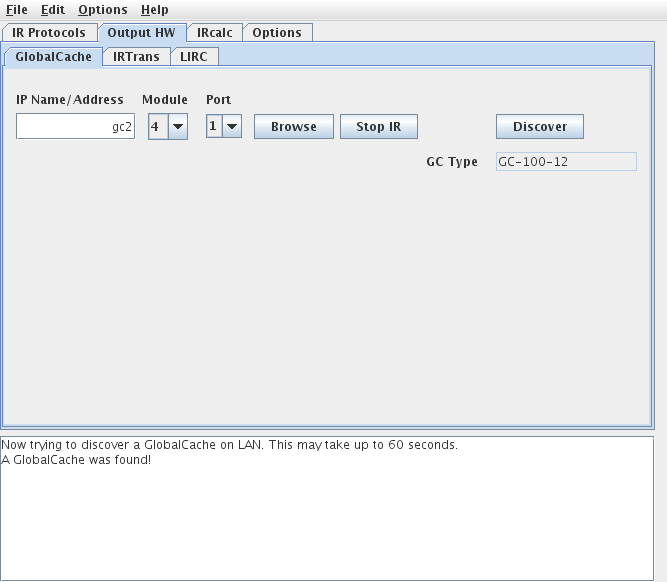 File Edit Options Help
IR Protocols Output HW IRcalc Options
GlobalCache IRTrans LIRC
IP Name/Address Module Port
gc2 4 1 Browse Stop IR Discover
GC Type GC-100-12
Now trying to discover a GlobalCache on LAN. This may take up to 60 seconds.
A GlobalCache was found!